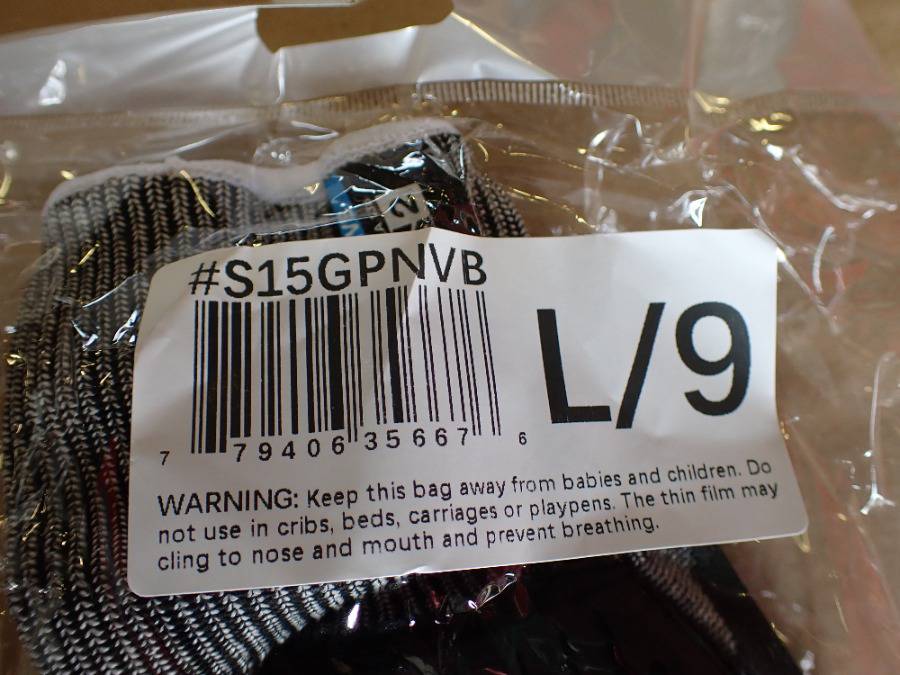 #S15GPNVB
L/9
7 79406 35667 6
WARNING: Keep this bag away from babies and children. Do
not use in cribs, beds, carriages or playpens. The thin film may
cling to nose and mouth and prevent breathing.